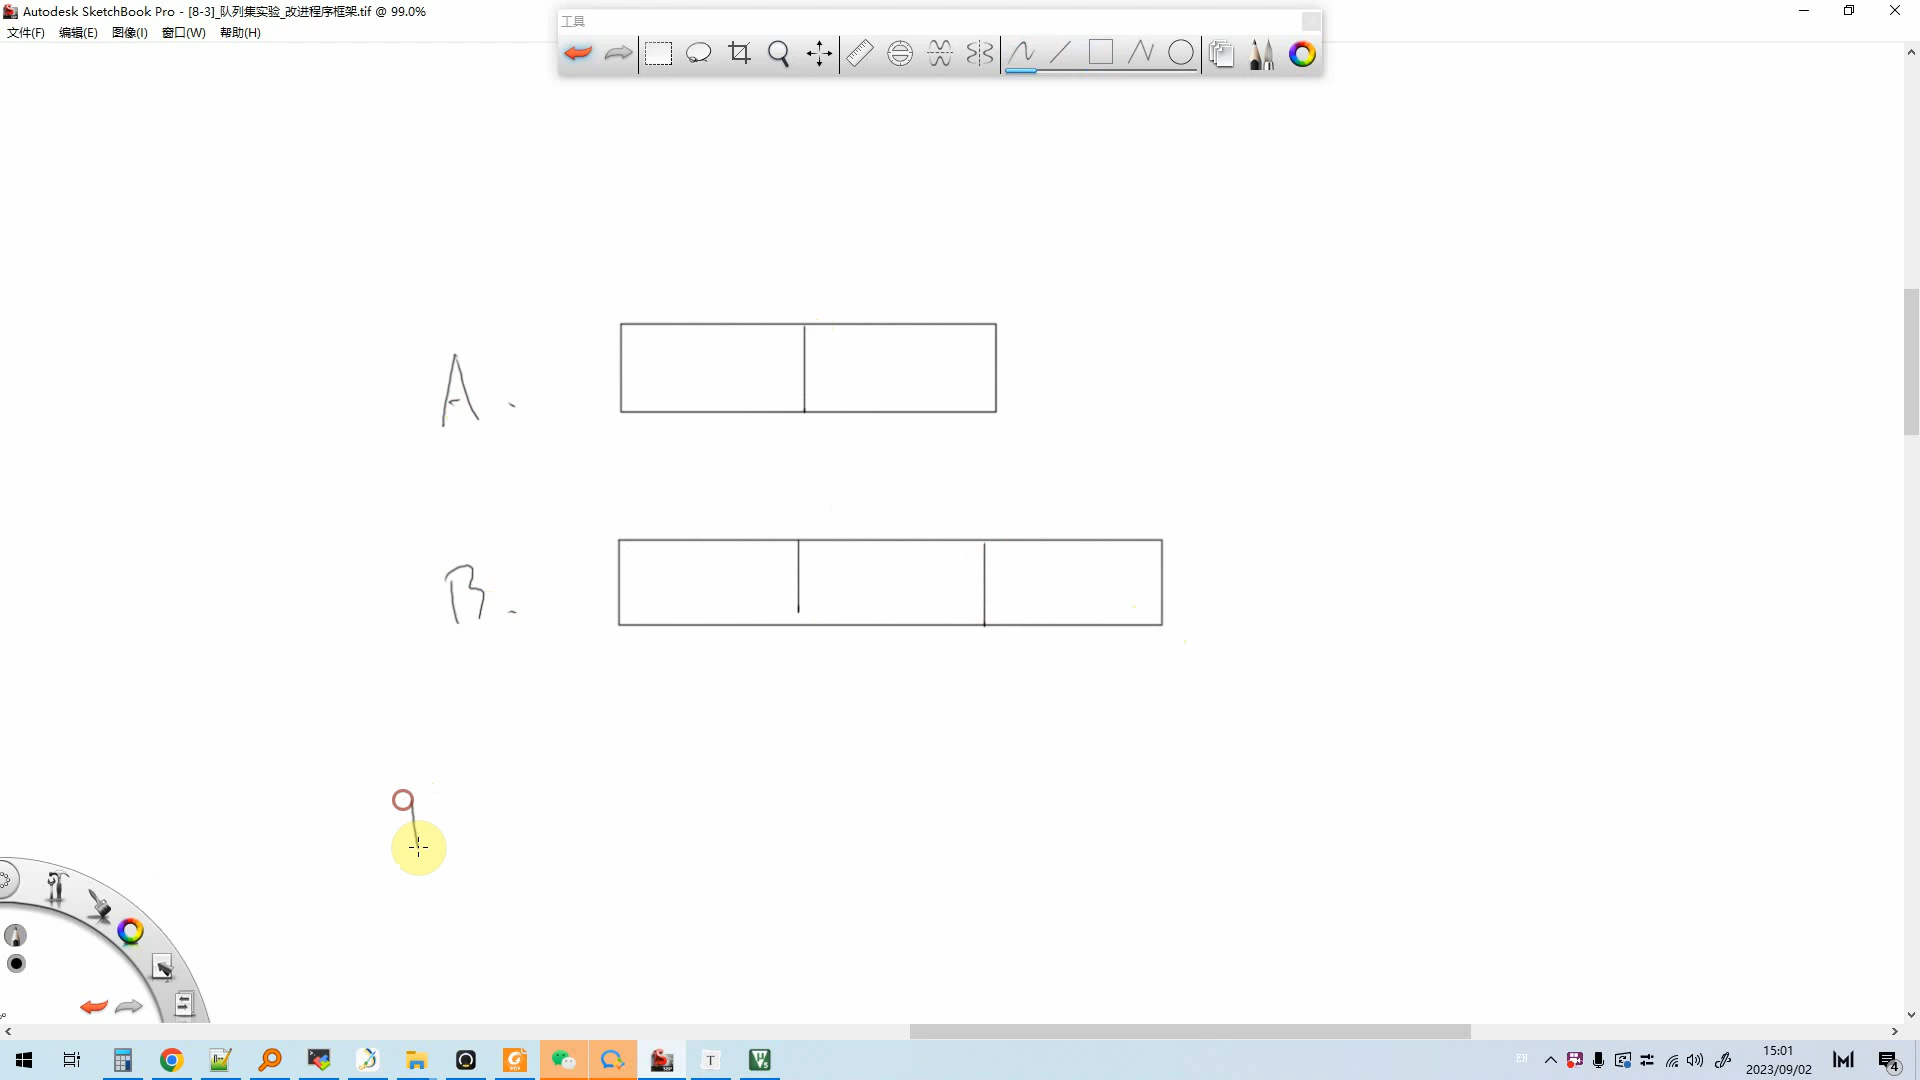 Autodesk SketchBook Pro - [8-3]_队列集实验_改进程序框架.tif @ 99.0%
文件(F) 编辑(E) 图像(I) 窗口(W) 帮助(H)
工具
A.
B.
EN
15:01
2023/09/02
4